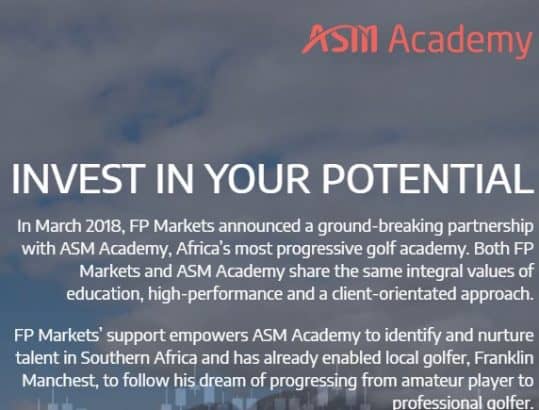 ASM Academy
INVEST IN YOUR POTENTIAL
In March 2018, FP Markets announced a ground-breaking partnership
with ASM Academy, Africa's most progressive golf academy. Both FP
Markets and ASM Academy share the same integral values of
education, high-performance and a client-orientated approach.
FP Markets' support empowers ASM Academy to identify and nurture
talent in Southern Africa and has already enabled local golfer, Franklin
Manchest, to follow his dream of progressing from amateur player to
professional golfer.